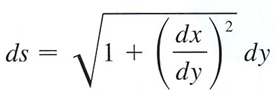 ds = √(1 + (dx/dy)²) dy